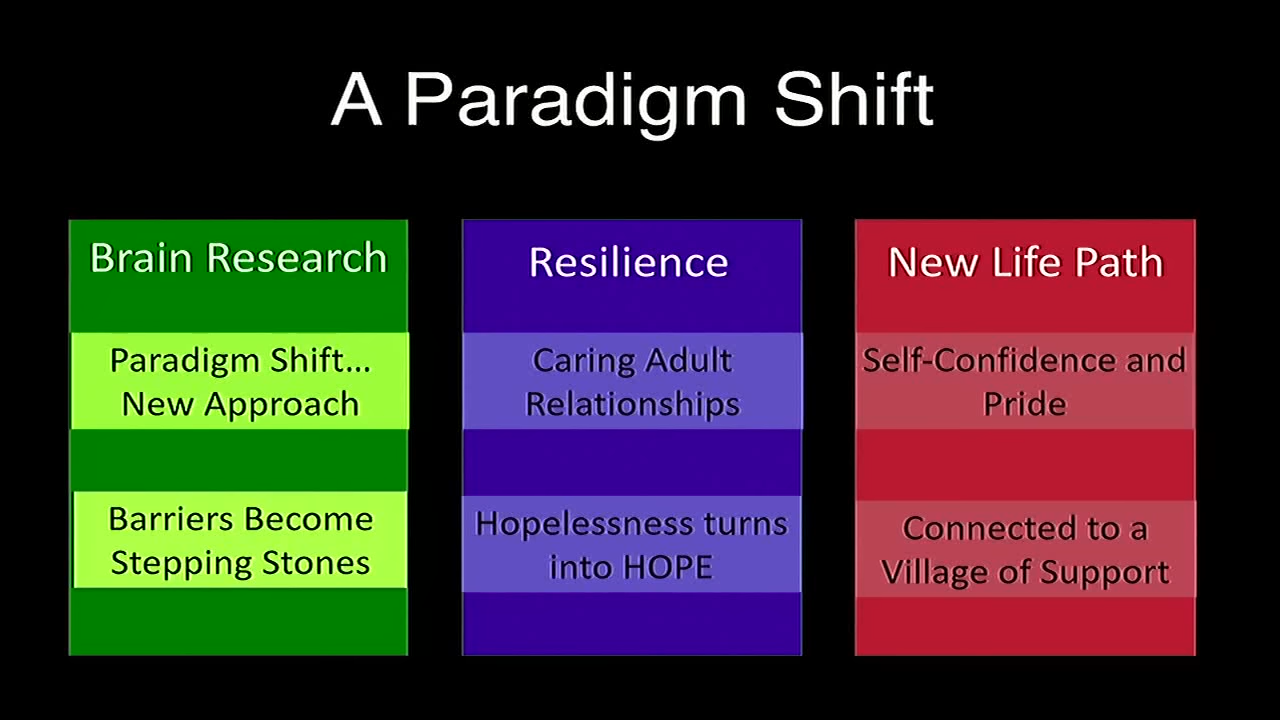 A Paradigm Shift
Brain Research
Paradigm Shift...
New Approach
Barriers Become
Stepping Stones
Resilience
Caring Adult
Relationships
Hopelessness turns
into HOPE
New Life Path
Self-Confidence and
Pride
Connected to a
Village of Support